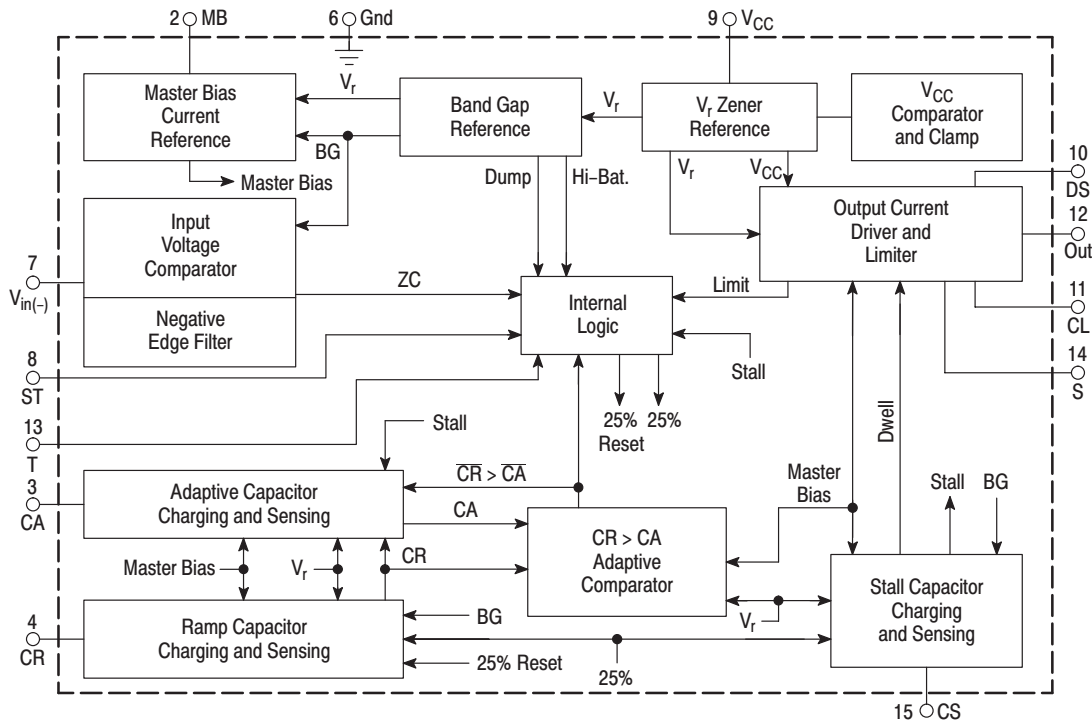 2 MB
6 Gnd
9 VCC
Vr
Master Bias
Current
Reference
Band Gap
Reference
Vr
Vr Zener
Reference
VCC
Comparator
and Clamp
BG
Master Bias
Dump
Hi–Bat.
Vr
VCC
10
DS
Input
Voltage
Comparator
Output Current
Driver and
Limiter
12
Out
7
Vin(–)
ZC
Limit
Internal
Logic
11
CL
Negative
Edge Filter
8
ST
Stall
14
S
25%
Reset
25%
13
T
Stall
Dwell
3
CA
Adaptive Capacitor
Charging and Sensing
CR > CA
CA
Master
Bias
Stall
BG
CR > CA
Adaptive
Comparator
CR
Master Bias
Vr
Stall Capacitor
Charging
and Sensing
4
CR
Ramp Capacitor
Charging and Sensing
BG
Vr
25% Reset
25%
15 CS